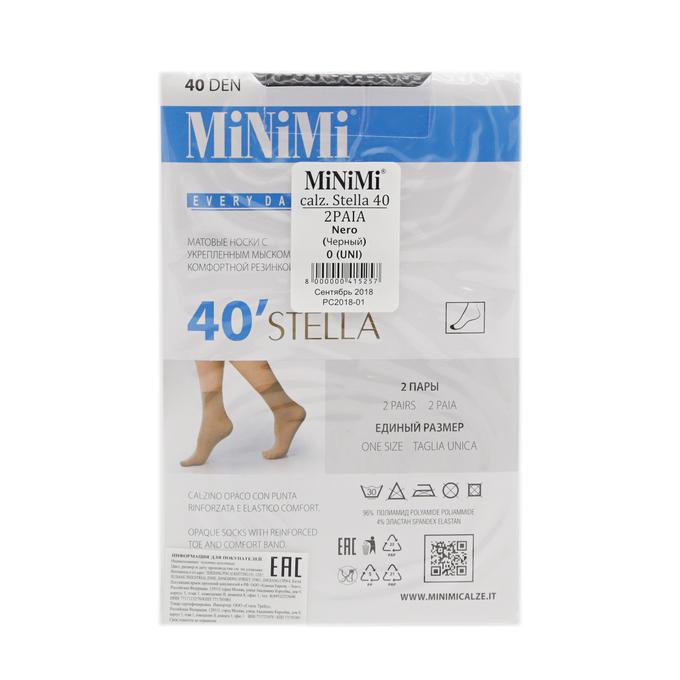 40 DEN
MiNiMi®
EVERY DA
MiNiMi®
calz. Stella 40
2PAIA
Nero
(Черный)
0 (UNI)
8 000000 415257
Сентябрь 2018
PC2018-01
МАТОВЫЕ НОСКИ С
УКРЕПЛЕННЫМ МЫСКОМ
КОМФОРТНОЙ РЕЗИНКОЙ
40' STELLA
2 ПАРЫ
2 PAIRS 2 PAIA
ЕДИНЫЙ РАЗМЕР
ONE SIZE TAGLIA UNICA
30
96% ПОЛИАМИД POLYAMIDE POLIAMMIDE
4% ЭЛАСТАН SPANDEX ELASTAN
CALZINO OPACO CON PUNTA
RINFORZATA E ELASTICO COMFORT.
OPAQUE SOCKS WITH REINFORCED
TOE AND COMFORT BAND.
ИНФОРМАЦИЯ ДЛЯ ПОКУПАТЕЛЕЙ
EAC
EAC
WWW.MINIMICALZE.IT